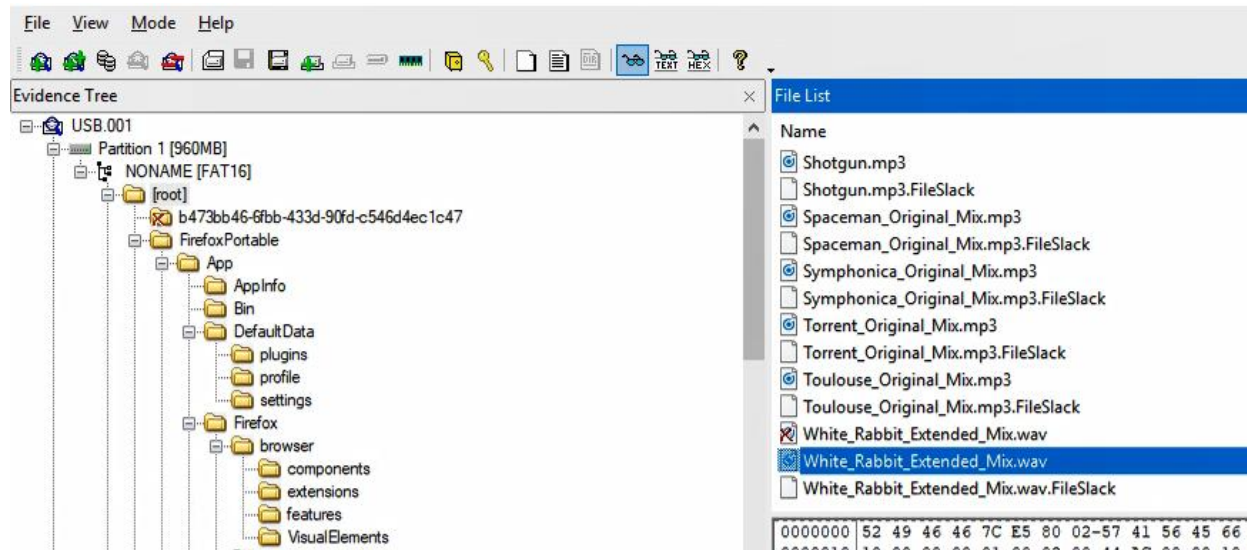 File View Mode Help
TEXT HEX ?
Evidence Tree
USB.001
Partition 1 [960MB]
NONAME [FAT16]
[root]
b473bb46-6fbb-433d-90fd-c546d4ec1c47
FirefoxPortable
App
AppInfo
Bin
DefaultData
plugins
profile
settings
Firefox
browser
components
extensions
features
VisualElements
File List
Name
Shotgun.mp3
Shotgun.mp3.FileSlack
Spaceman_Original_Mix.mp3
Spaceman_Original_Mix.mp3.FileSlack
Symphonica_Original_Mix.mp3
Symphonica_Original_Mix.mp3.FileSlack
Torrent_Original_Mix.mp3
Torrent_Original_Mix.mp3.FileSlack
Toulouse_Original_Mix.mp3
Toulouse_Original_Mix.mp3.FileSlack
White_Rabbit_Extended_Mix.wav
White_Rabbit_Extended_Mix.wav
White_Rabbit_Extended_Mix.wav.FileSlack
0000000 52 49 46 46 7C E5 80 02-57 41 56 45 66